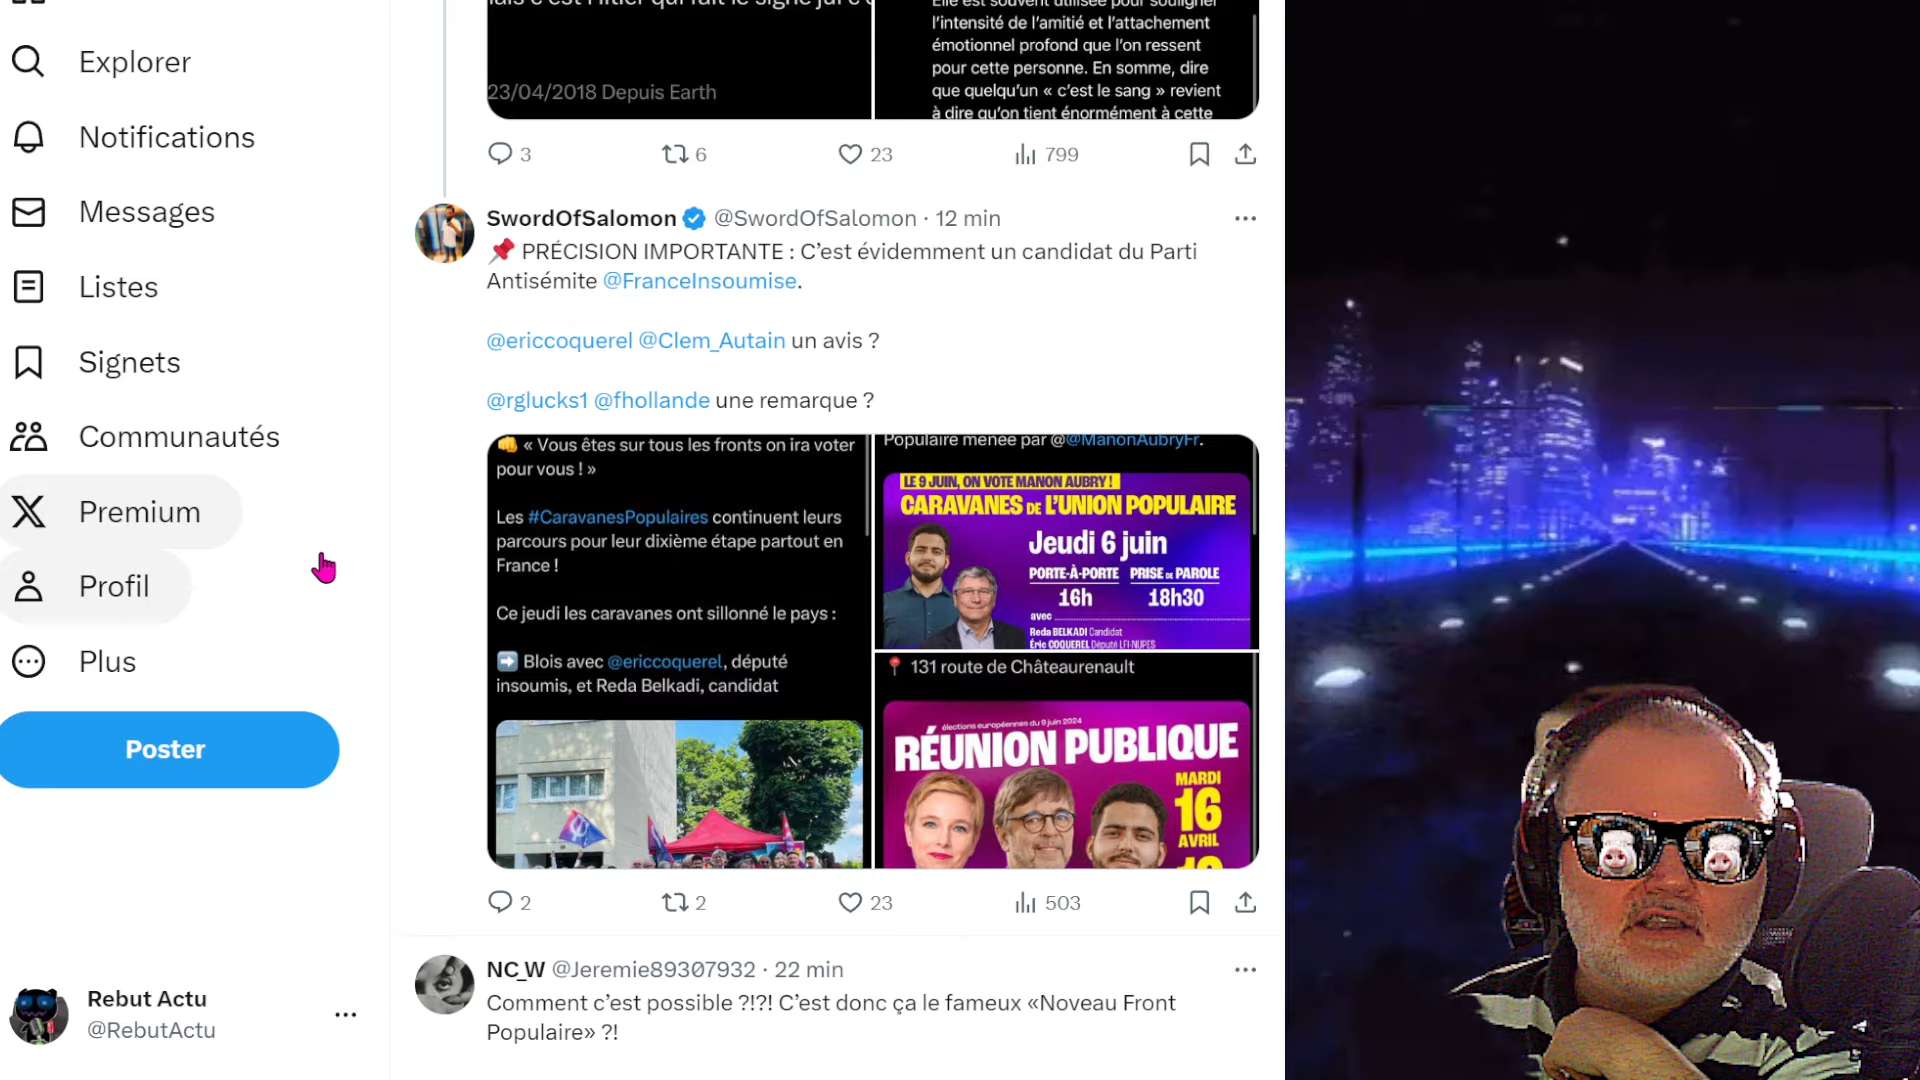 Explorer
Notifications
Messages
Listes
Signets
Communautés
Premium
Profil
Plus
Poster
Rebut Actu
@RebutActu
23/04/2018 Depuis Earth
Elle est souvent utilisée pour souligner
l'intensité de l'amitié et l'attachement
émotionnel profond que l'on ressent
pour cette personne. En somme, dire
que quelqu'un « c'est le sang » revient
à dire qu'on tient énormément à cette
3
6
23
799
SwordOfSalomon @SwordOfSalomon · 12 min
📌 PRÉCISION IMPORTANTE : C'est évidemment un candidat du Parti
Antisémite @FranceInsoumise.
@ericcoquerel @Clem_Autain un avis ?
@rglucks1 @fhollande une remarque ?
👊 « Vous êtes sur tous les fronts on ira voter
pour vous ! »
Les #CaravanesPopulaires continuent leurs
parcours pour leur dixième étape partout en
France !
Ce jeudi les caravanes ont sillonné le pays :
➡️ Blois avec @ericcoquerel, député
insoumis, et Reda Belkadi, candidat
Populaire menée par @@ManonAubryFr.
LE 9 JUIN, ON VOTE MANON AUBRY !
CARAVANES DE L'UNION POPULAIRE
Jeudi 6 juin
PORTE-À-PORTE PRISE DE PAROLE
16h 18h30
avec
Reda BELKADI Candidat
Éric COQUEREL Député LFI-NUPES
📍 131 route de Châteaurenault
élections européennes du 9 juin 2024
RÉUNION PUBLIQUE
MARDI
16
AVRIL
2
2
23
503
NC_W @Jeremie89307932 · 22 min
Comment c'est possible ?!?! C'est donc ça le fameux «Noveau Front
Populaire» ?!